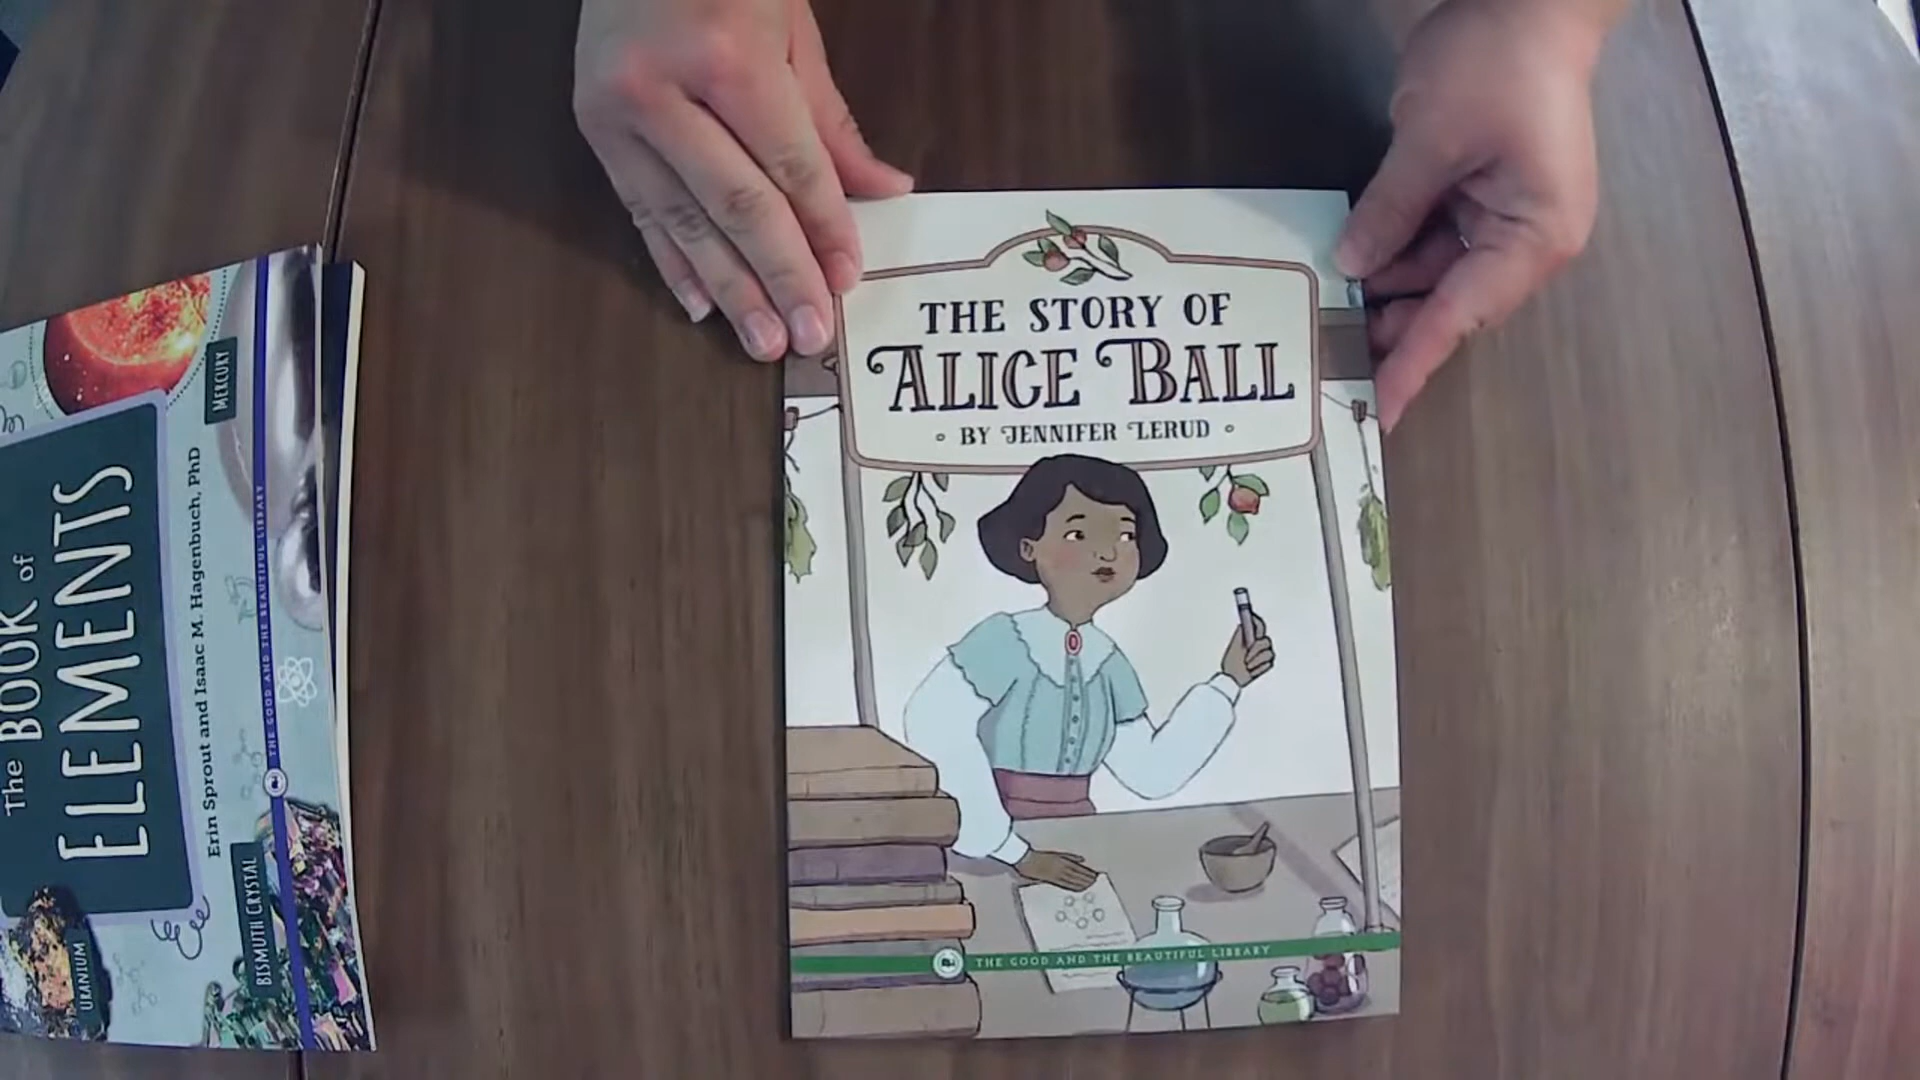 THE STORY OF
ALICE BALL
BY JENNIFER LERUD
THE GOOD AND THE BEAUTIFUL LIBRARY
The BOOK of
ELEMENTS
Erin Sprout and Isaac M. Hagenbuch, PhD
THE GOOD AND THE BEAUTIFUL LIBRARY
MERCURY
URANIUM
BISMUTH CRYSTAL